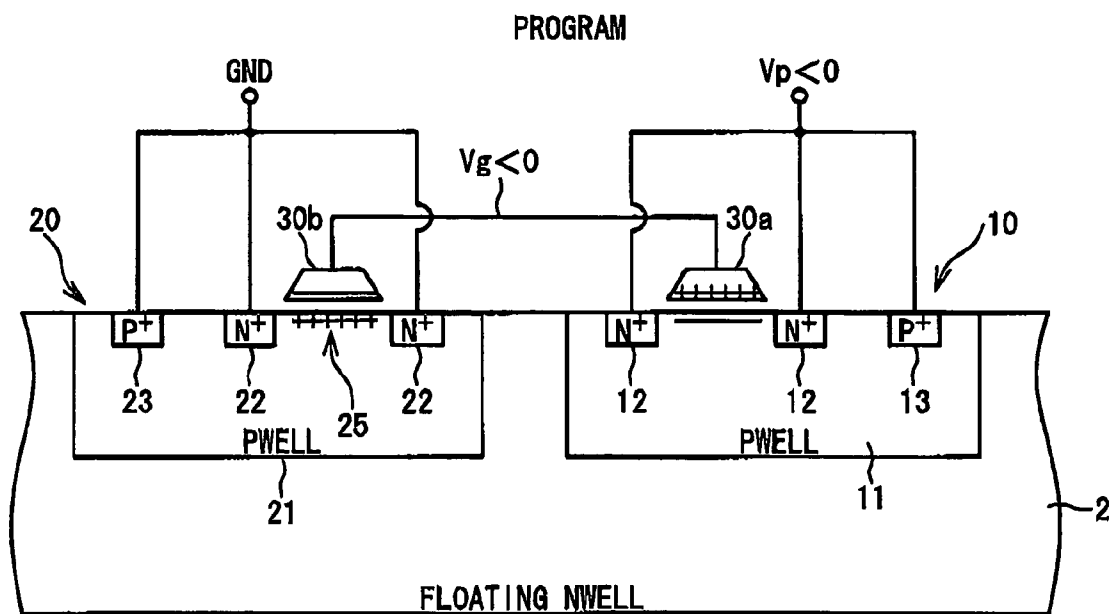 PROGRAM
GND
Vp<0
Vg<0
20
30b
30a
10
P+
N+
N+
N+
N+
P+
23
22
22
12
12
13
25
PWELL
PWELL
21
11
2
FLOATING NWELL